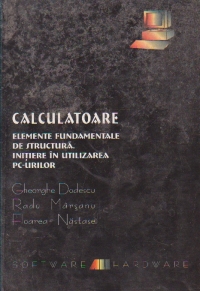 CALCULATOARE
ELEMENTE FUNDAMENTALE
DE STRUCTURĂ.
INIȚIERE ÎN UTILIZAREA
PC-URILOR
Gheorghe Dodescu
Radu Mârșanu
Floarea Năstase
SOFTWARE HARDWARE